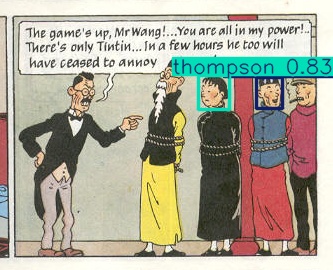 The game's up, Mr Wang!...You are all in my power!..
There's only Tintin...In a few hours he too will
have ceased to annoy
thompson 0.83